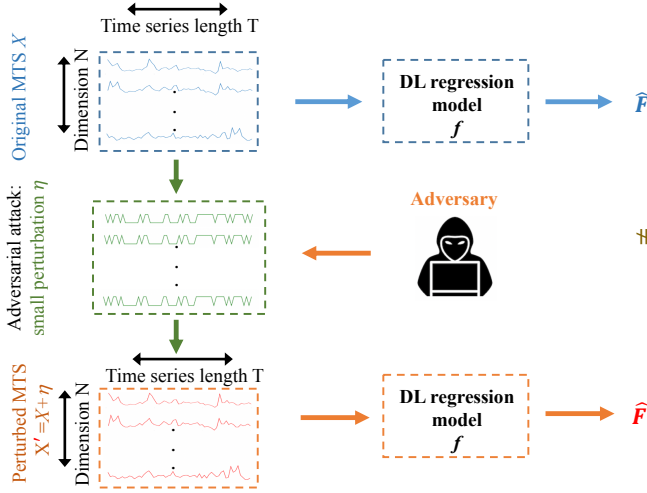 Time series length T
Original MTS X
Dimension N
DL regression
model
f
F̂
Adversarial attack:
small perturbation η
Adversary
Time series length T
Perturbed MTS
X′ =X+η
Dimension N
DL regression
model
f
F̂